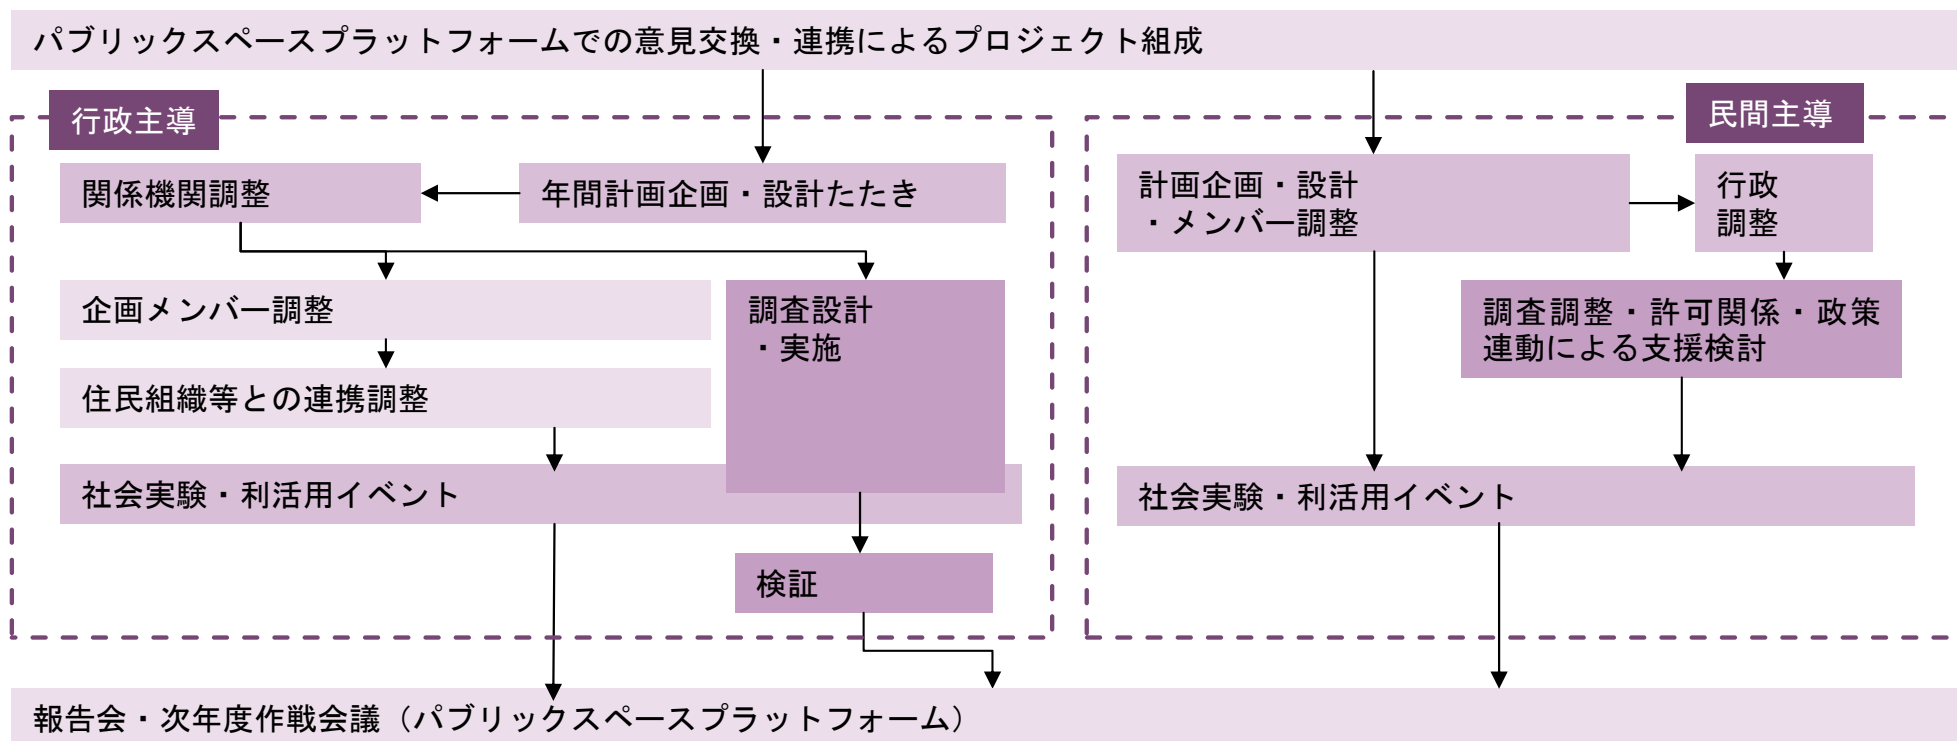 パブリックスペースプラットフォームでの意見交換・連携によるプロジェクト組成
行政主導
関係機関調整
年間計画企画・設計たたき
企画メンバー調整
住民組織等との連携調整
調査設計
・実施
社会実験・利活用イベント
検証
民間主導
計画企画・設計
・メンバー調整
行政
調整
調査調整・許可関係・政策
連動による支援検討
社会実験・利活用イベント
報告会・次年度作戦会議（パブリックスペースプラットフォーム）